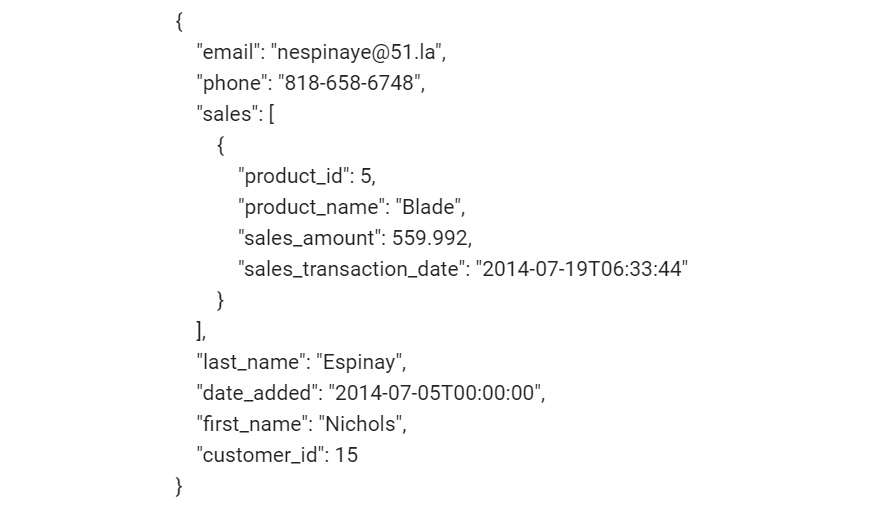 {
"email": "nespinaye@51.la",
"phone": "818-658-6748",
"sales": [
{
"product_id": 5,
"product_name": "Blade",
"sales_amount": 559.992,
"sales_transaction_date": "2014-07-19T06:33:44"
}
],
"last_name": "Espinay",
"date_added": "2014-07-05T00:00:00",
"first_name": "Nichols",
"customer_id": 15
}